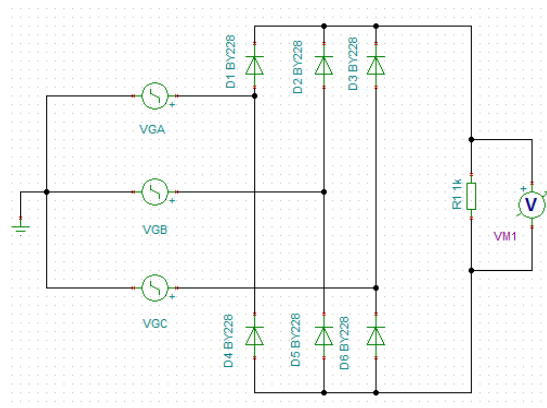 D1 BY228
D2 BY228
D3 BY228
+
VGA
+
VGB
R1 1k
+
V
VM1
+
VGC
D4 BY228
D5 BY228
D6 BY228